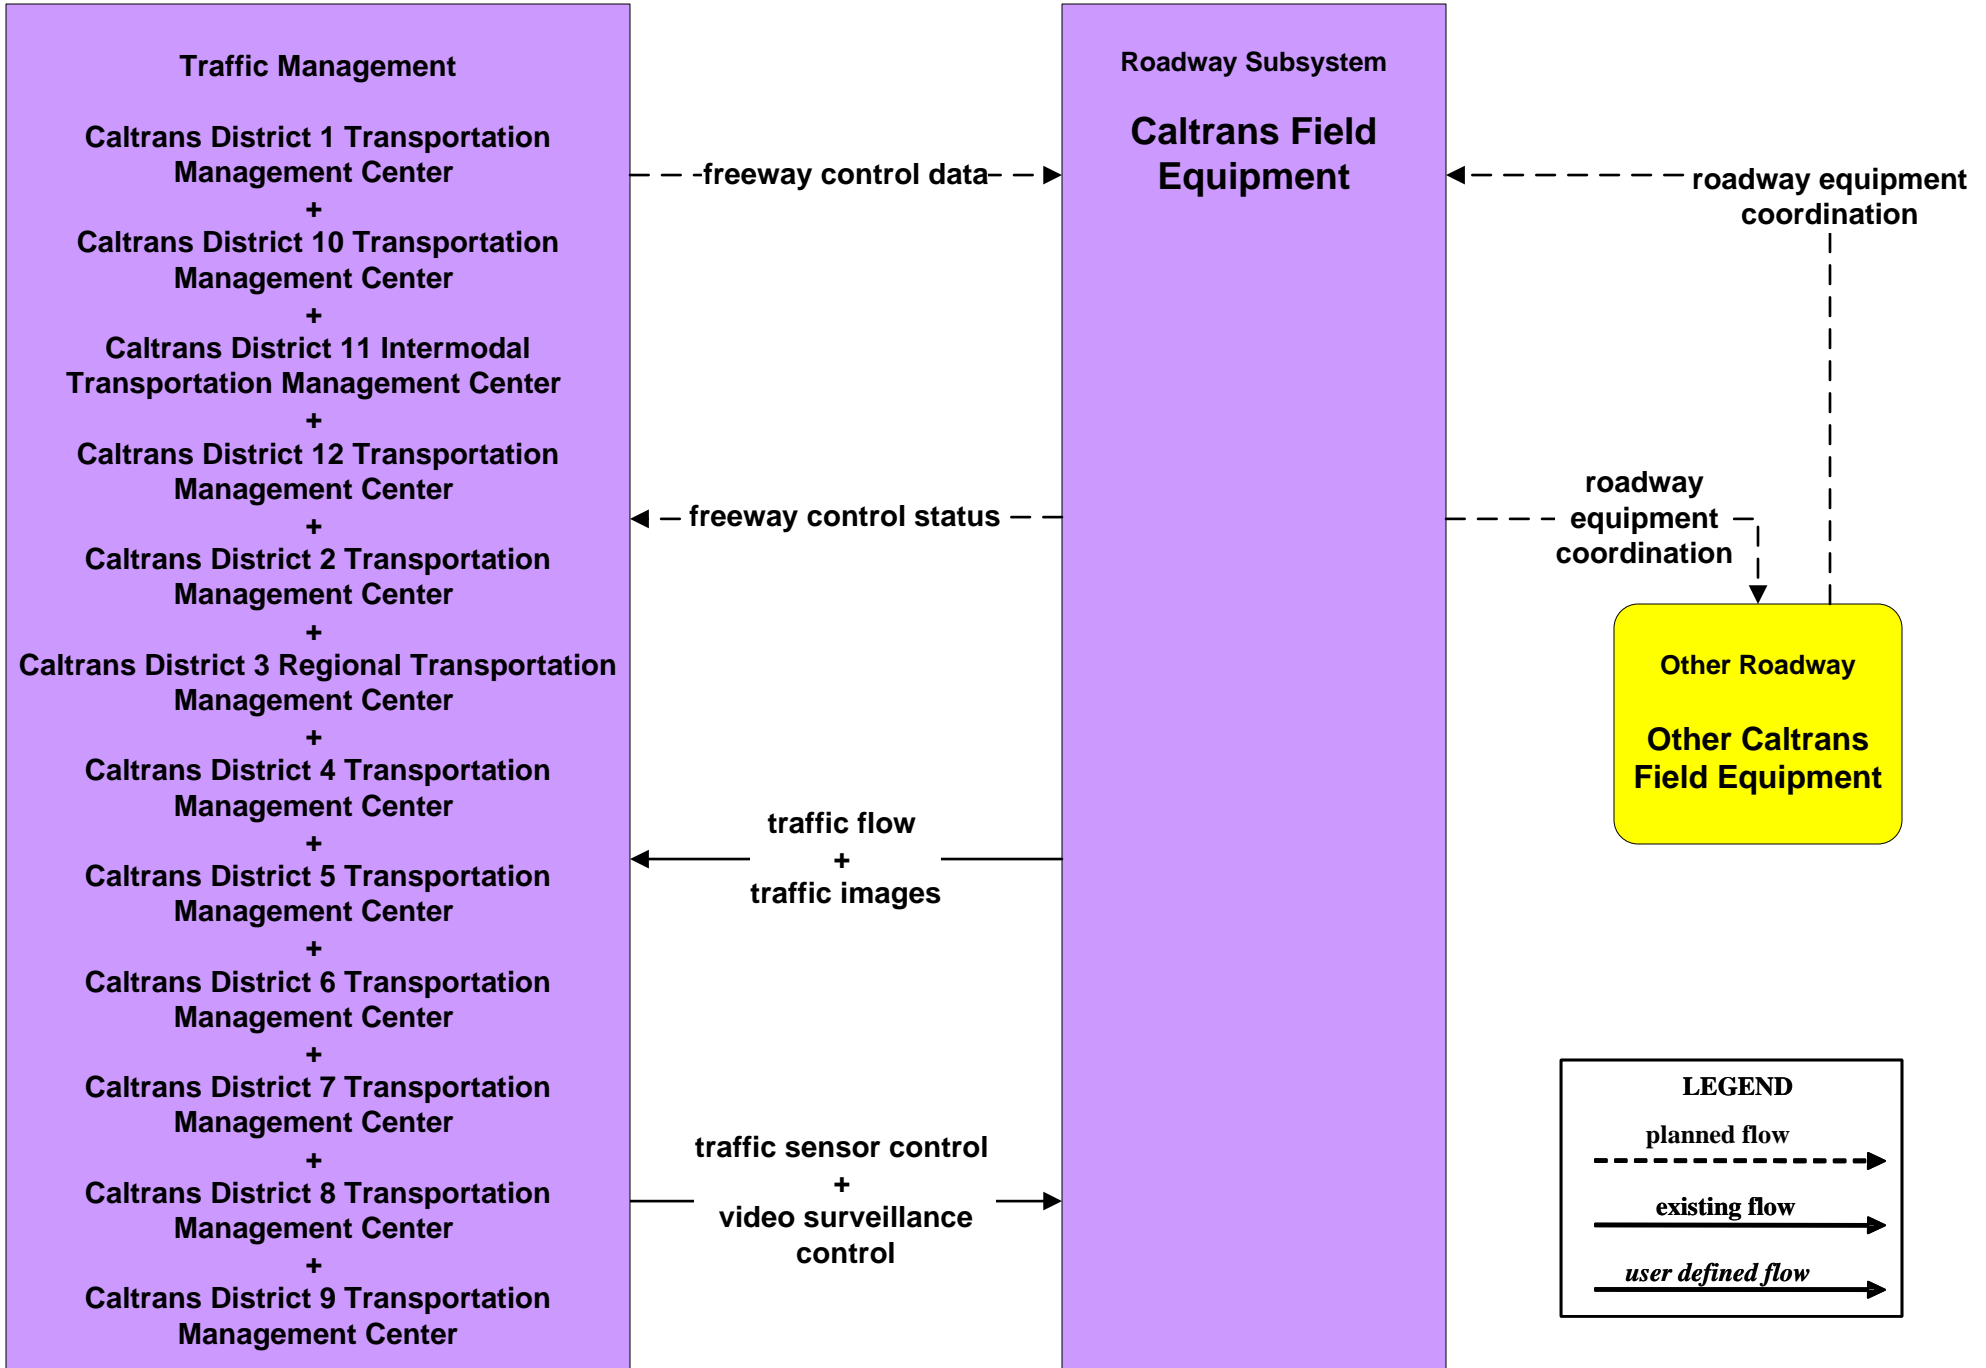 Traffic Management
Caltrans District 1 Transportation
Management Center
+
Caltrans District 10 Transportation
Management Center
+
Caltrans District 11 Intermodal
Transportation Management Center
+
Caltrans District 12 Transportation
Management Center
+
Caltrans District 2 Transportation
Management Center
+
Caltrans District 3 Regional Transportation
Management Center
+
Caltrans District 4 Transportation
Management Center
+
Caltrans District 5 Transportation
Management Center
+
Caltrans District 6 Transportation
Management Center
+
Caltrans District 7 Transportation
Management Center
+
Caltrans District 8 Transportation
Management Center
+
Caltrans District 9 Transportation
Management Center
freeway control data
freeway control status
traffic flow
+
traffic images
traffic sensor control
+
video surveillance
control
Roadway Subsystem
Caltrans Field
Equipment
roadway equipment
coordination
roadway
equipment
coordination
Other Roadway
Other Caltrans
Field Equipment
LEGEND
planned flow
existing flow
user defined flow